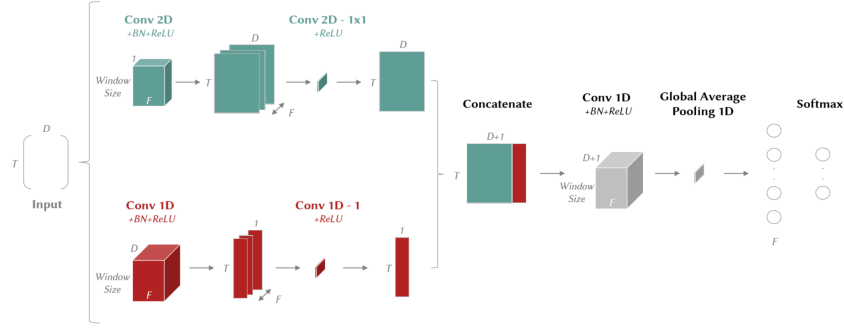 D
T
Input
Conv 2D
+BN+ReLU
1
Window
Size
F
D
T
F
Conv 2D - 1x1
+ReLU
D
T
Conv 1D
+BN+ReLU
D
Window
Size
F
1
T
F
Conv 1D - 1
+ReLU
1
T
Concatenate
D+1
T
Conv 1D
+BN+ReLU
D+1
Window
Size
F
Global Average
Pooling 1D
F
Softmax